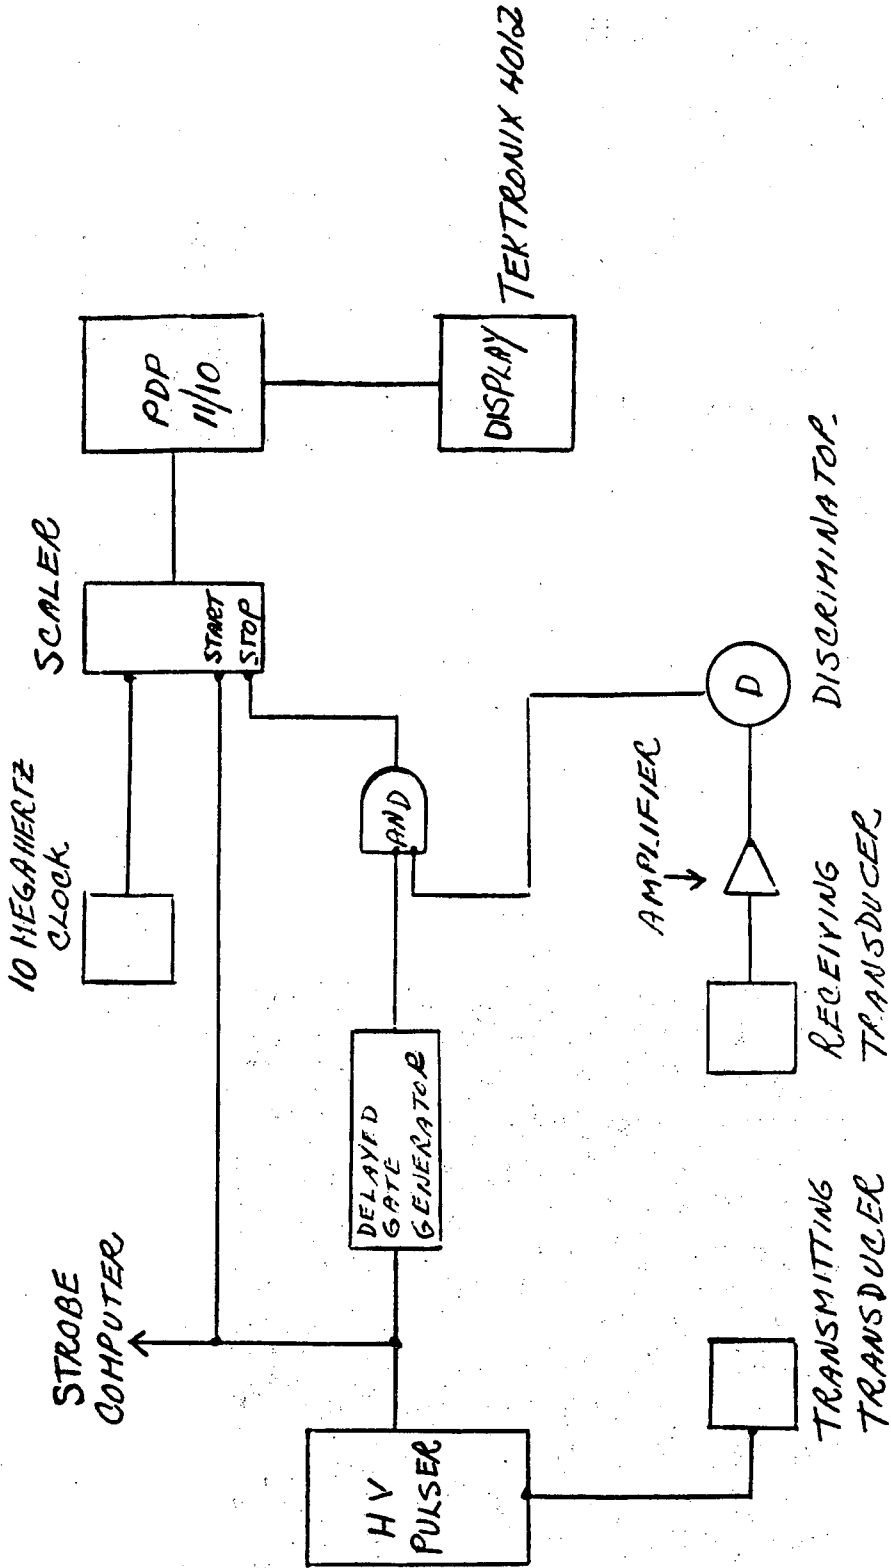 STROBE
COMPUTER
10 MEGAHERTZ
CLOCK
SCALER
START
STOP
PDP
11/10
HV
PULSER
DELAYED
GATE
GENERATOR
AND
DISPLAY
TEKTRONIX 4012
AMPLIFIER
D
TRANSMITTING
TRANSDUCER
RECEIVING
TRANSDUCER
DISCRIMINATOR